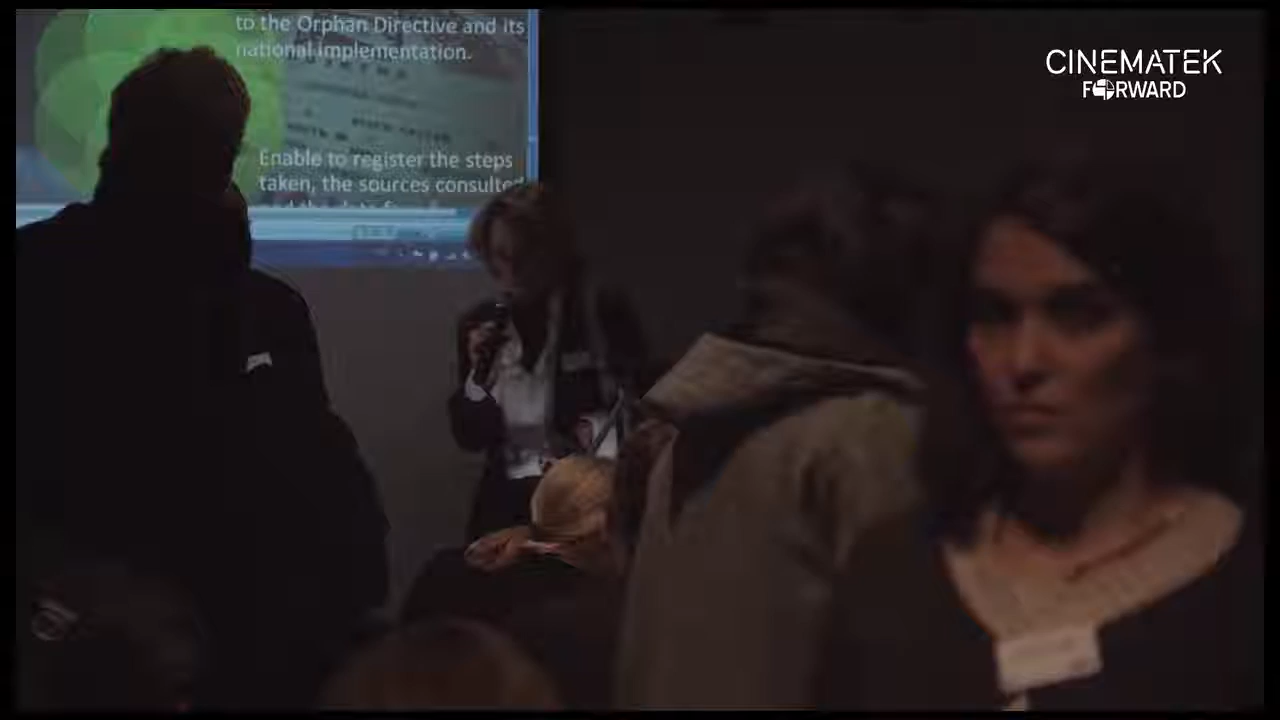 to the Orphan Directive and its
national implementation.
Enable to register the steps
taken, the sources consulted
CINEMATEK
FORWARD